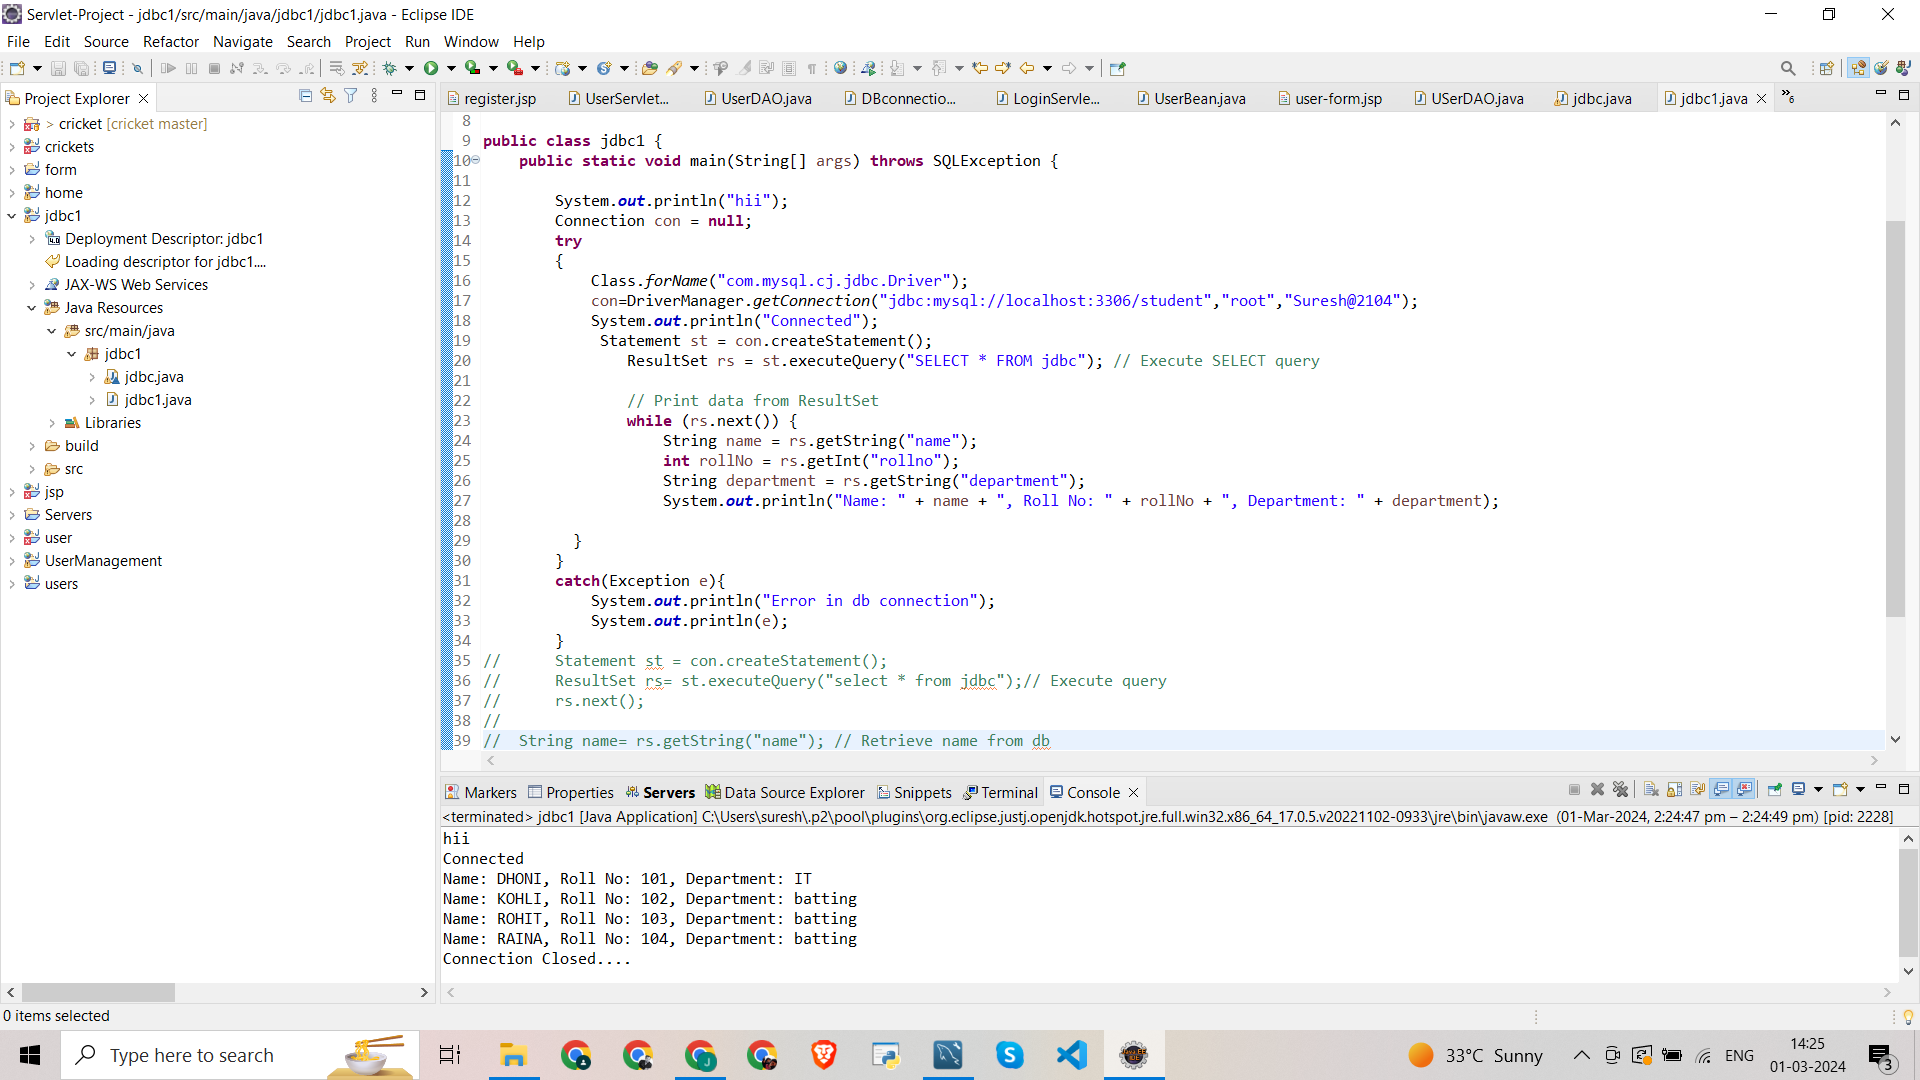 Servlet-Project - jdbc1/src/main/java/jdbc1/jdbc1.java - Eclipse IDE
File Edit Source Refactor Navigate Search Project Run Window Help
Project Explorer
> cricket [cricket master]
crickets
form
home
jdbc1
Deployment Descriptor: jdbc1
Loading descriptor for jdbc1....
JAX-WS Web Services
Java Resources
src/main/java
jdbc1
jdbc.java
jdbc1.java
Libraries
build
src
jsp
Servers
user
UserManagement
users
register.jsp UserServlet... UserDAO.java DBconnectio... LoginServle... UserBean.java user-form.jsp USerDAO.java jdbc.java jdbc1.java »6
8
9 public class jdbc1 {
10 public static void main(String[] args) throws SQLException {
11
12 System.out.println("hii");
13 Connection con = null;
14 try
15 {
16 Class.forName("com.mysql.cj.jdbc.Driver");
17 con=DriverManager.getConnection("jdbc:mysql://localhost:3306/student","root","Suresh@2104");
18 System.out.println("Connected");
19 Statement st = con.createStatement();
20 ResultSet rs = st.executeQuery("SELECT * FROM jdbc"); // Execute SELECT query
21
22 // Print data from ResultSet
23 while (rs.next()) {
24 String name = rs.getString("name");
25 int rollNo = rs.getInt("rollno");
26 String department = rs.getString("department");
27 System.out.println("Name: " + name + ", Roll No: " + rollNo + ", Department: " + department);
28
29 }
30 }
31 catch(Exception e){
32 System.out.println("Error in db connection");
33 System.out.println(e);
34 }
35 // Statement st = con.createStatement();
36 // ResultSet rs= st.executeQuery("select * from jdbc");// Execute query
37 // rs.next();
38 //
39 // String name= rs.getString("name"); // Retrieve name from db
Markers Properties Servers Data Source Explorer Snippets Terminal Console
<terminated> jdbc1 [Java Application] C:\Users\suresh\.p2\pool\plugins\org.eclipse.justj.openjdk.hotspot.jre.full.win32.x86_64_17.0.5.v20221102-0933\jre\bin\javaw.exe (01-Mar-2024, 2:24:47 pm – 2:24:49 pm) [pid: 2228]
hii
Connected
Name: DHONI, Roll No: 101, Department: IT
Name: KOHLI, Roll No: 102, Department: batting
Name: ROHIT, Roll No: 103, Department: batting
Name: RAINA, Roll No: 104, Department: batting
Connection Closed....
0 items selected
Type here to search
33°C Sunny
ENG
14:25
01-03-2024
3